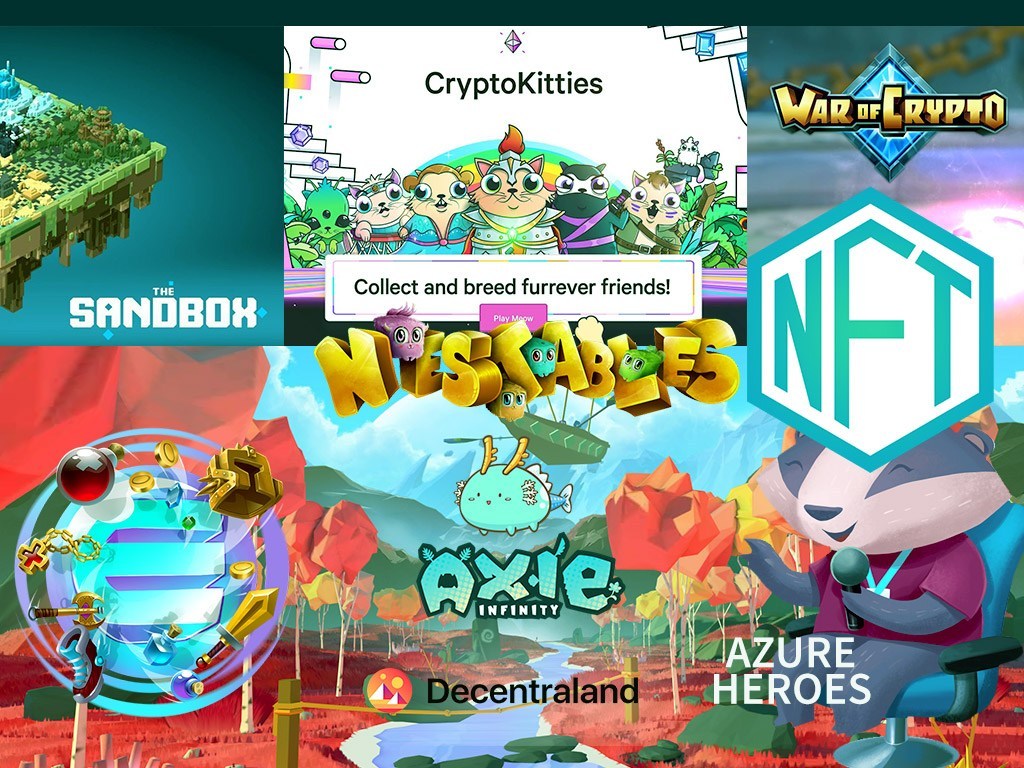 THE
SANDBOX
CryptoKitties
Collect and breed furrever friends!
Play Meow
WAR OF CRYPTO
NFT
NESTABLES
AXIE
INFINITY
Decentraland
AZURE
HEROES